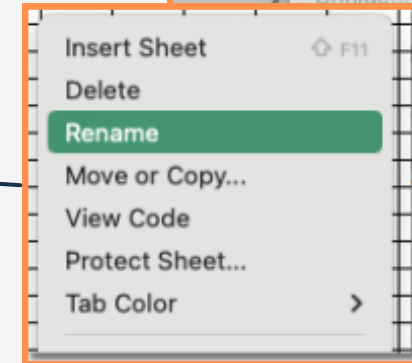 Insert Sheet ⇧ F11
Delete
Rename
Move or Copy...
View Code
Protect Sheet...
Tab Color >